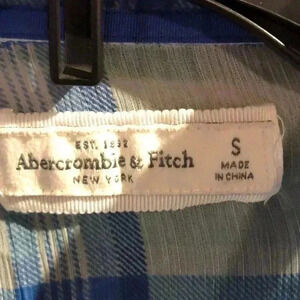 EST. 1892
Abercrombie & Fitch
NEW YORK
S
MADE
IN CHINA